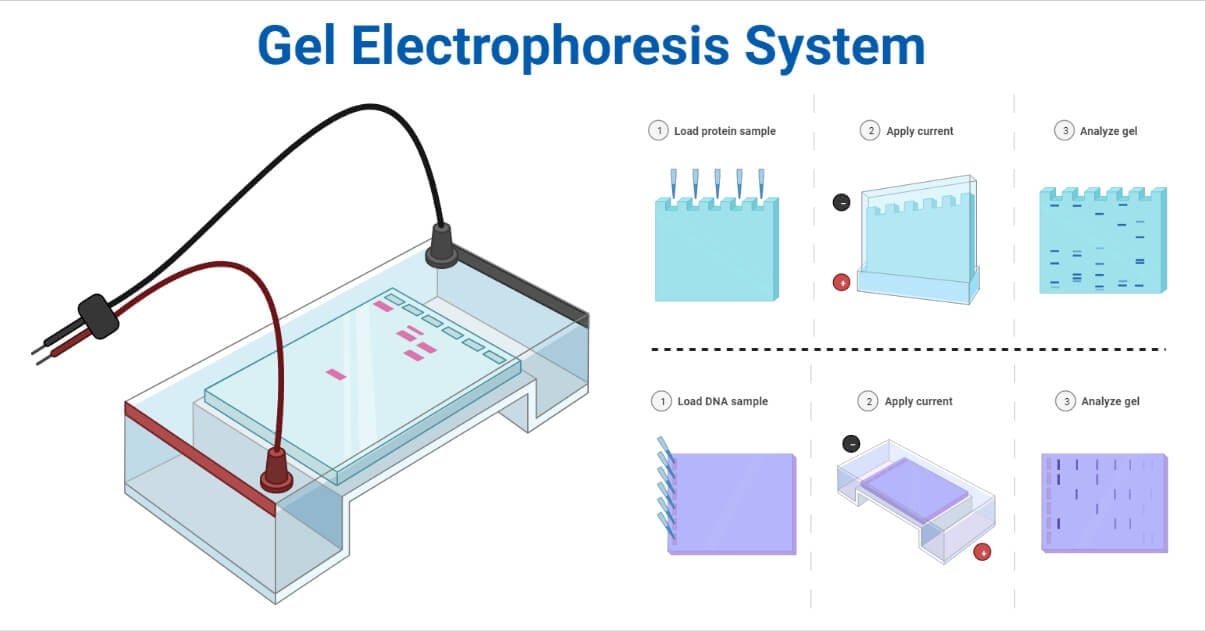 Gel Electrophoresis System
1 Load protein sample
2 Apply current
3 Analyze gel
-
+
1 Load DNA sample
2 Apply current
3 Analyze gel
-
+